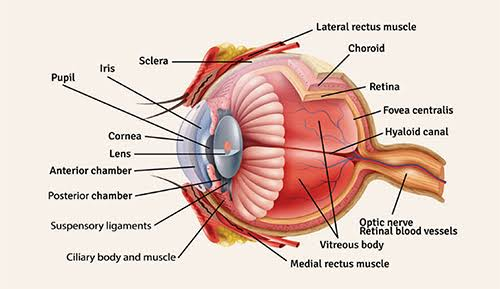 Lateral rectus muscle
Choroid
Sclera
Iris
Pupil
Retina
Fovea centralis
Cornea
Hyaloid canal
Lens
Anterior chamber
Posterior chamber
Suspensory ligaments
Optic nerve
Retinal blood vessels
Vitreous body
Ciliary body and muscle
Medial rectus muscle